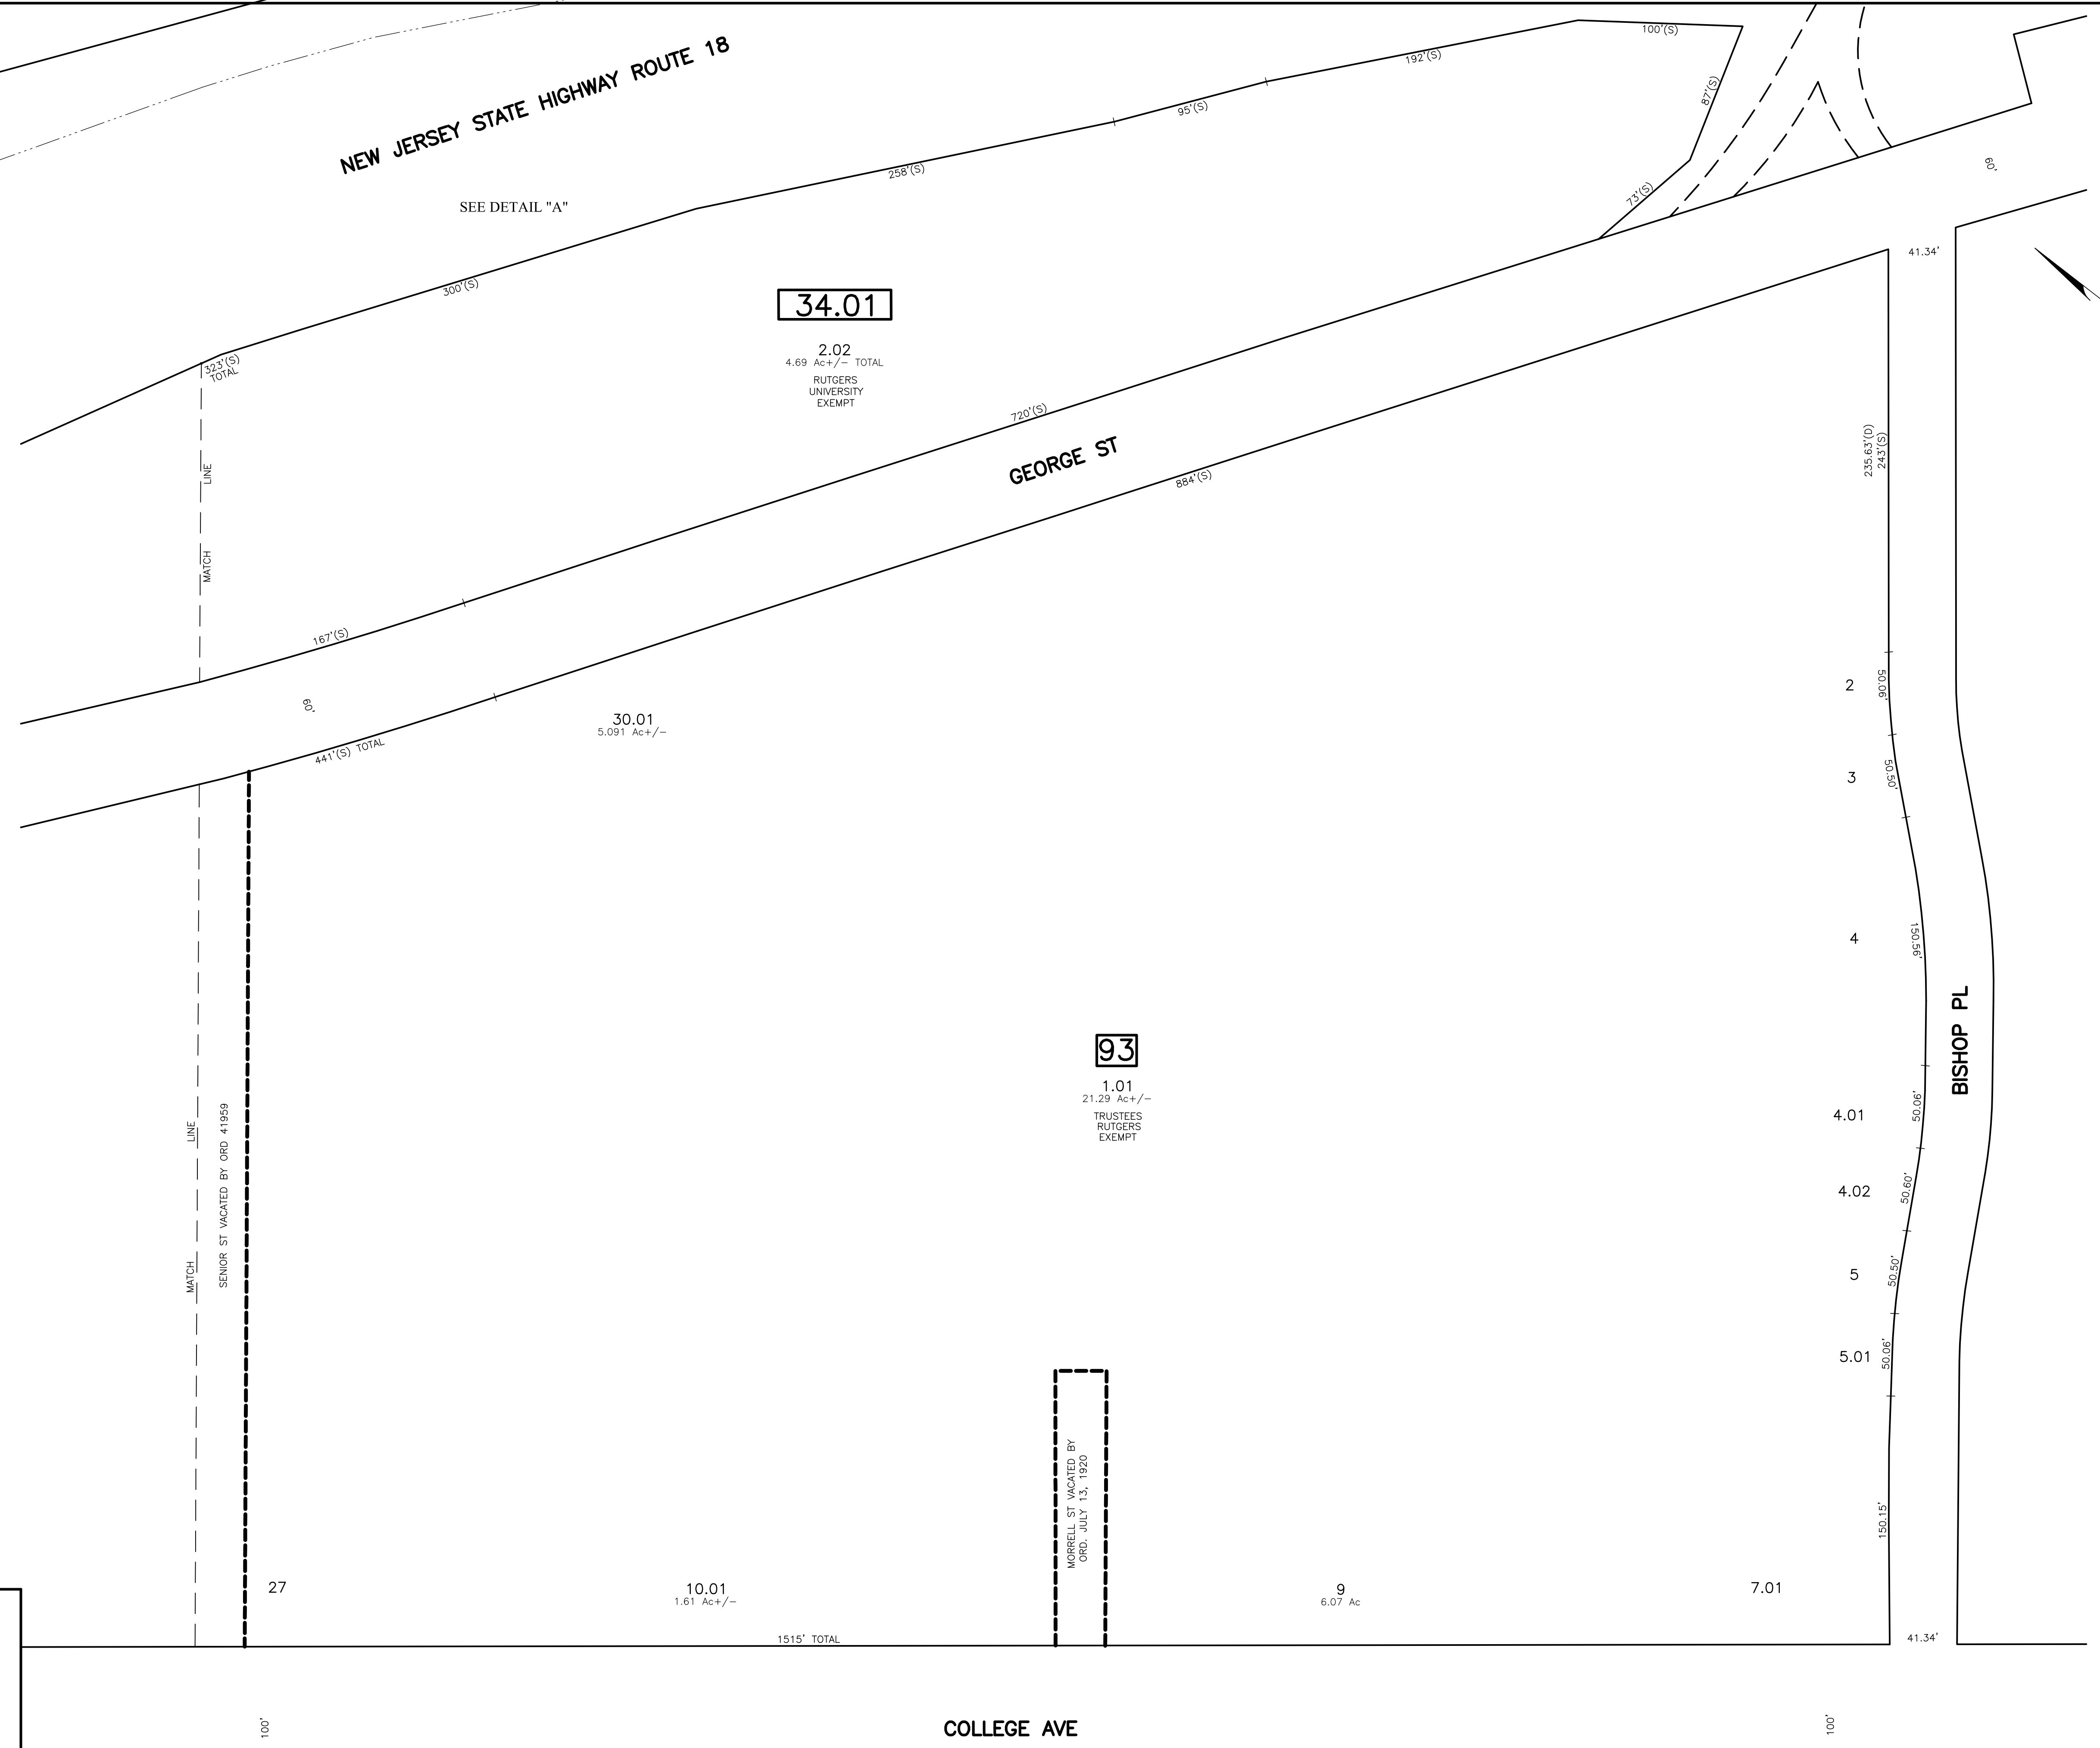 100'(S)
192'(S)
NEW JERSEY STATE HIGHWAY ROUTE 18
87'(S)
95'(S)
60'
258'(S)
73'(S)
SEE DETAIL "A"
41.34'
300'(S)
34.01
2.02
4.69 Ac+/- TOTAL
RUTGERS
UNIVERSITY
EXEMPT
323'(S)
TOTAL
720'(S)
GEORGE ST
884'(S)
235.63'(D)
243'(S)
MATCH LINE
167'(S)
60'
441'(S) TOTAL
30.01
5.091 Ac+/-
2
50.06'
3
50.50'
4
150.56'
93
1.01
21.29 Ac+/-
TRUSTEES
RUTGERS
EXEMPT
BISHOP PL
4.01
50.06'
4.02
50.60'
5
50.50'
5.01
50.06'
MATCH LINE
SENIOR ST VACATED BY ORD 41959
MORRELL ST VACATED BY
ORD. JULY 13, 1920
150.15'
27
10.01
1.61 Ac+/-
9
6.07 Ac
7.01
1515' TOTAL
41.34'
100'
COLLEGE AVE
100'